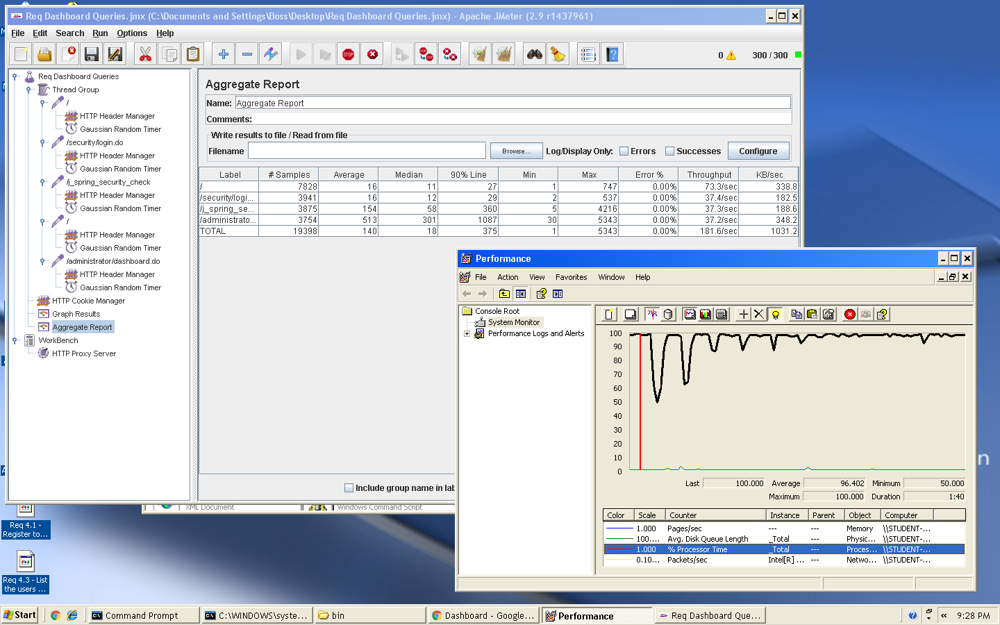 Req Dashboard Queries.jmx (C:\Documents and Settings\Boss\Desktop\Req Dashboard Queries.jmx) - Apache JMeter (2.9 r1437961)
File Edit Search Run Options Help
0 300 / 300
Req Dashboard Queries
Thread Group
/
HTTP Header Manager
Gaussian Random Timer
/security/login.do
HTTP Header Manager
Gaussian Random Timer
/j_spring_security_check
HTTP Header Manager
Gaussian Random Timer
/
HTTP Header Manager
Gaussian Random Timer
/administrator/dashboard.do
HTTP Header Manager
Gaussian Random Timer
HTTP Cookie Manager
Graph Results
Aggregate Report
WorkBench
HTTP Proxy Server
Aggregate Report
Name: Aggregate Report
Comments:
Write results to file / Read from file
Filename Browse... Log/Display Only: Errors Successes Configure
Label # Samples Average Median 90% Line Min Max Error % Throughput KB/sec
/ 7828 16 11 27 1 747 0.00% 73.3/sec 338.8
/security/logi... 3941 16 12 29 2 537 0.00% 37.4/sec 182.5
/j_spring_se... 3875 154 58 360 5 4216 0.00% 37.3/sec 188.6
/administrato... 3754 513 301 1087 30 5343 0.00% 37.2/sec 348.2
TOTAL 19398 140 18 375 1 5343 0.00% 181.6/sec 1031.2
Include group name in lab
XML Document Windows Command Script
Performance
File Action View Favorites Window Help
Console Root
System Monitor
Performance Logs and Alerts
100
90
80
70
60
50
40
30
20
10
0
Last 100.000 Average 96.402 Minimum 50.000
Maximum 100.000 Duration 1:40
Color Scale Counter Instance Parent Object Computer
1.000 Pages/sec --- --- Memory \\STUDENT-...
100.... Avg. Disk Queue Length _Total --- Physic... \\STUDENT-...
1.000 % Processor Time _Total --- Proces... \\STUDENT-...
0.10... Packets/sec Intel[R] ... --- Netwo... \\STUDENT-...
n
Req 4.1 -
Register to...
Req 4.3 - List
the users ...
Start Command Prompt C:\WINDOWS\syste... bin Dashboard - Google... Performance Req Dashboard Que... « 9:28 PM